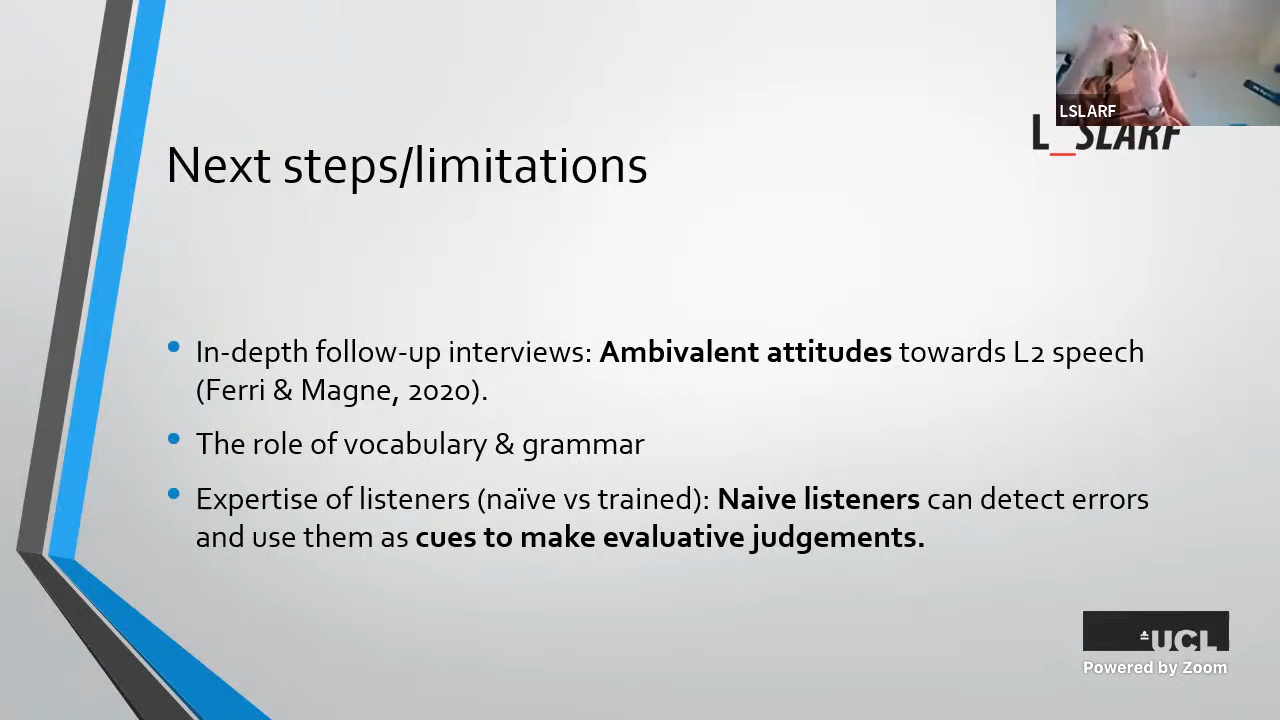 LSLARF
L_SLARF
Next steps/limitations
In-depth follow-up interviews: Ambivalent attitudes towards L2 speech
(Ferri & Magne, 2020).
The role of vocabulary & grammar
Expertise of listeners (naïve vs trained): Naive listeners can detect errors
and use them as cues to make evaluative judgements.
UCL
Powered by Zoom